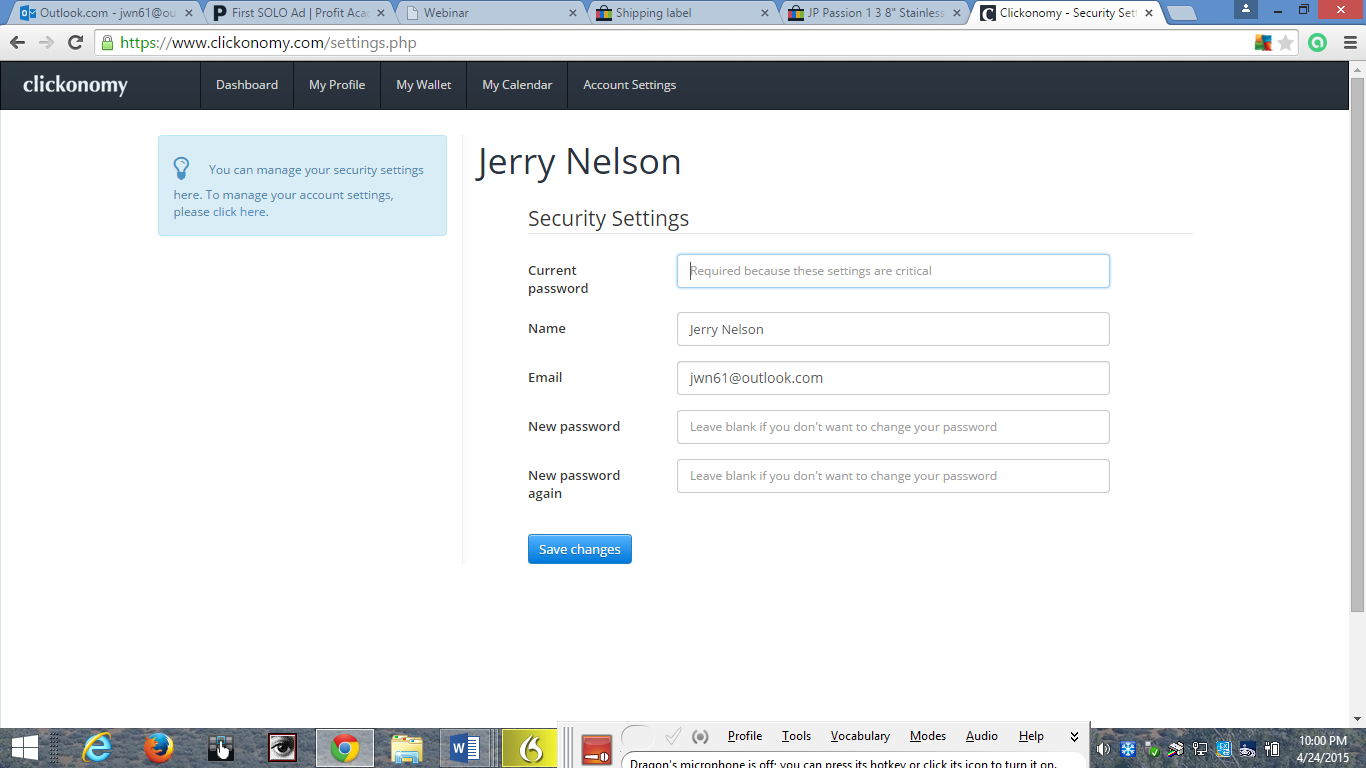 Outlook.com - jwn61@ou
First SOLO Ad | Profit Aca
Webinar
Shipping label
JP Passion 1 3 8" Stainless
Clickonomy - Security Set
https://www.clickonomy.com/settings.php
clickonomy
Dashboard
My Profile
My Wallet
My Calendar
Account Settings
You can manage your security settings
here. To manage your account settings,
please click here.
Jerry Nelson
Security Settings
Current
password
Required because these settings are critical
Name
Jerry Nelson
Email
jwn61@outlook.com
New password
Leave blank if you don't want to change your password
New password
again
Leave blank if you don't want to change your password
Save changes
Profile
Tools
Vocabulary
Modes
Audio
Help
Dragon's microphone is off; you can press its hotkey or click its icon to turn it on.
10:00 PM
4/24/2015